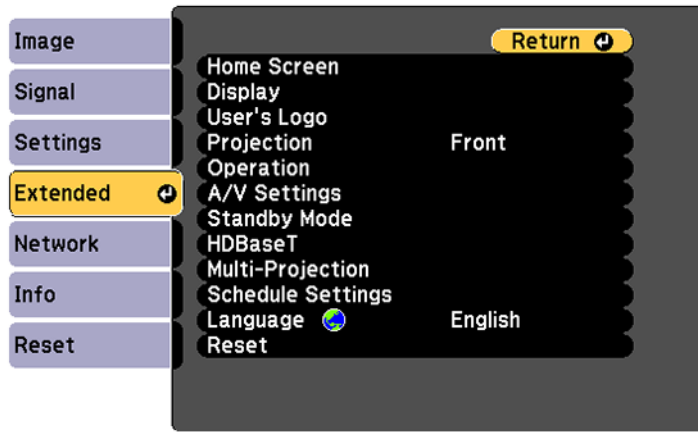 Image
Signal
Settings
Extended
Network
Info
Reset
Return
Home Screen
Display
User's Logo
Projection Front
Operation
A/V Settings
Standby Mode
HDBaseT
Multi-Projection
Schedule Settings
Language English
Reset